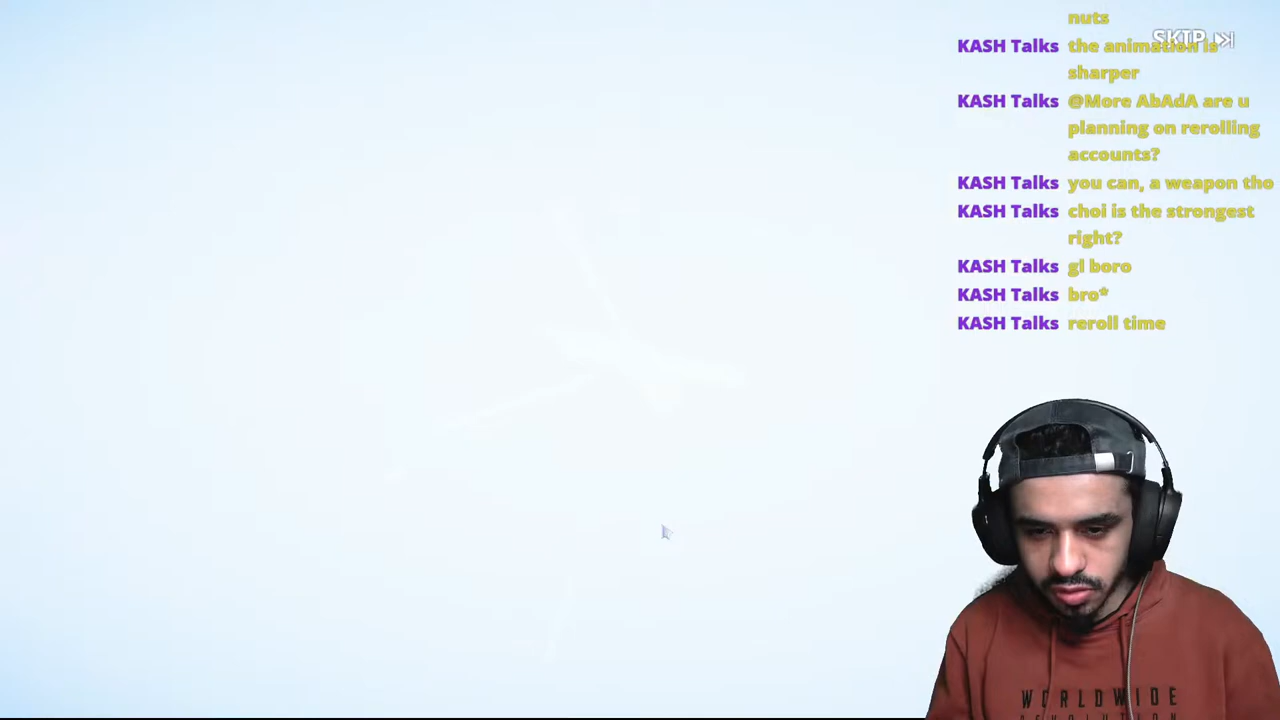 nuts
SKIP
KASH Talks the animation is
sharper
KASH Talks @More AbAdA are u
planning on rerolling
accounts?
KASH Talks you can, a weapon tho
KASH Talks choi is the strongest
right?
KASH Talks gl boro
KASH Talks bro*
KASH Talks reroll time
WORLDWIDE
REVOLUTION